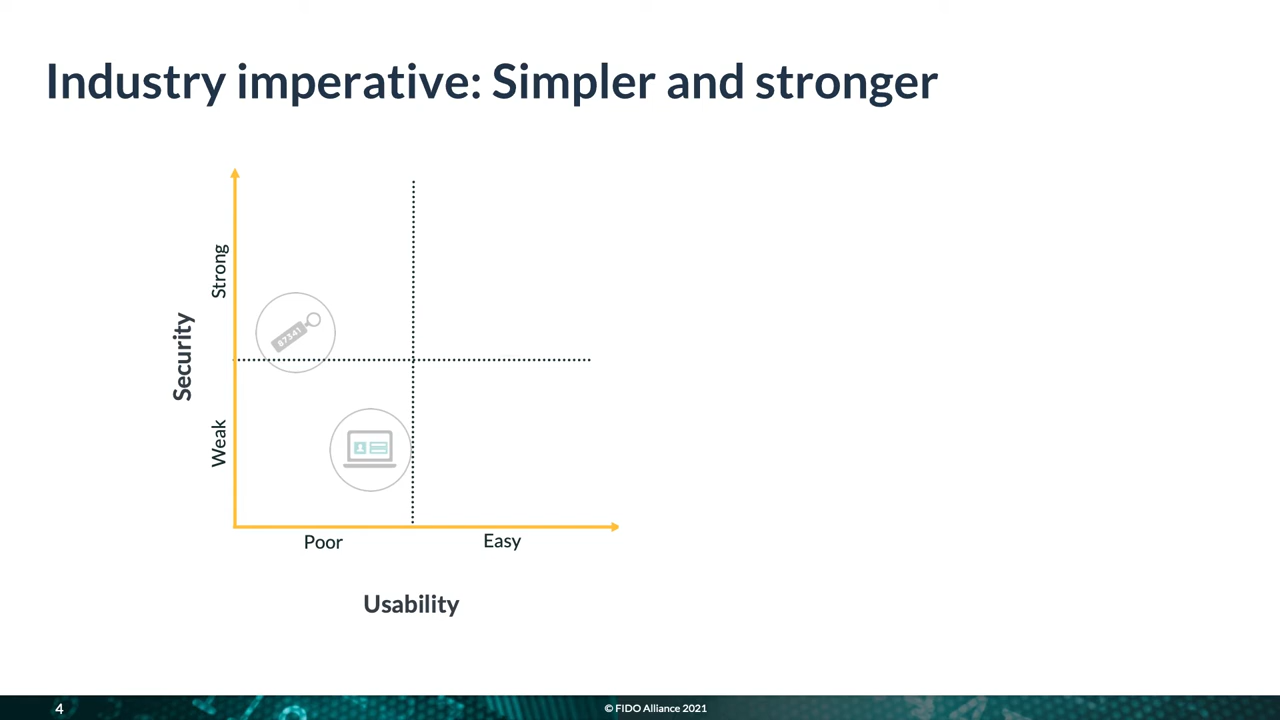 Industry imperative: Simpler and stronger
Strong
Security
Weak
Poor
Easy
Usability
4
© FIDO Alliance 2021